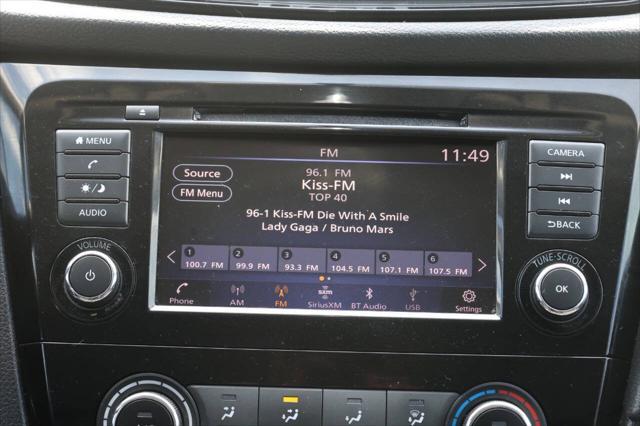 MENU
FM
11:49
CAMERA
Source
96.1 FM
Kiss-FM
FM Menu
TOP 40
AUDIO
96-1 Kiss-FM Die With A Smile
BACK
Lady Gaga / Bruno Mars
VOLUME
TUNE·SCROLL
1 2 3 4 5 6
100.7 FM 99.9 FM 93.3 FM 104.5 FM 107.1 FM 107.5 FM
OK
Phone AM FM SXM SiriusXM BT Audio USB Settings